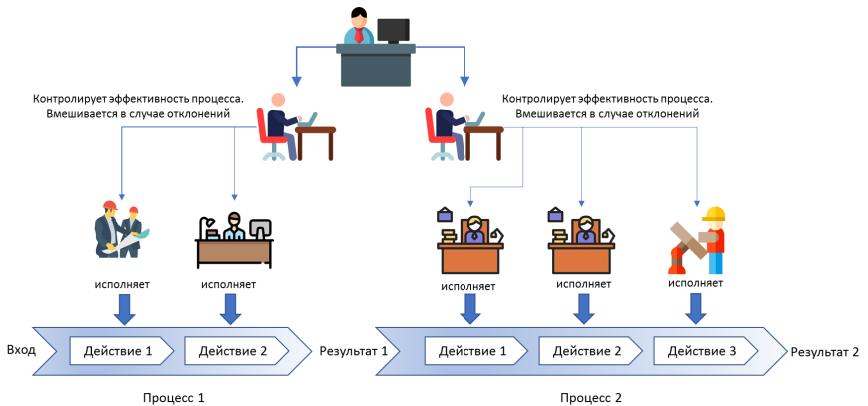 Контролирует эффективность процесса.
Вмешивается в случае отклонений
Контролирует эффективность процесса.
Вмешивается в случае отклонений
исполняет
исполняет
исполняет
исполняет
исполняет
Вход
Действие 1
Действие 2
Результат 1
Действие 1
Действие 2
Действие 3
Результат 2
Процесс 1
Процесс 2